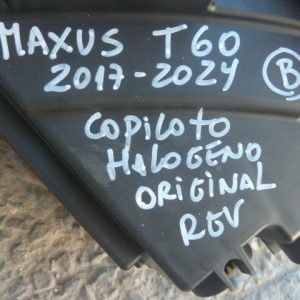 MAXUS T60
2017-2024 B
COPILOTO
HALOGENO
ORIGINAL
REV